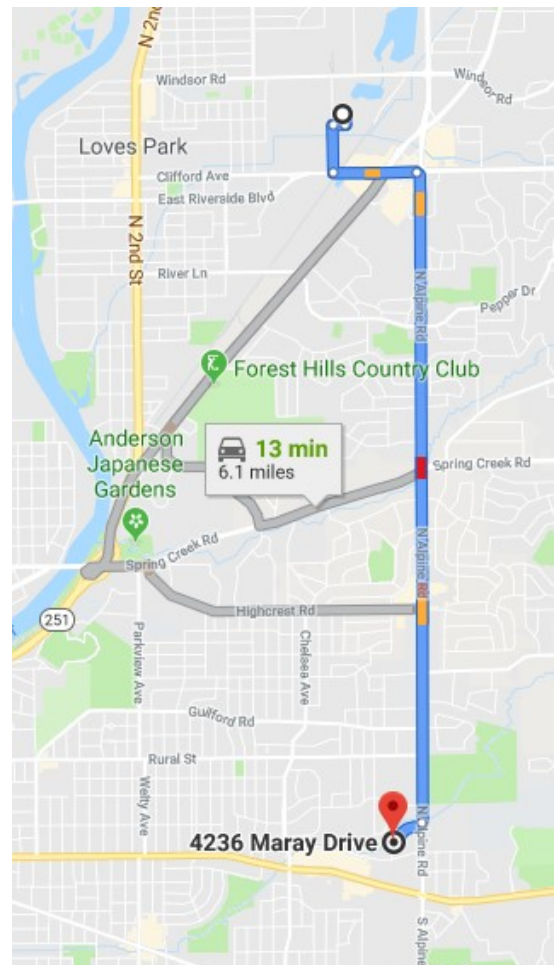 N 2nd
Windsor Rd
Windsor Rd
Loves Park
Clifford Ave
East Riverside Blvd
N 2nd St
River Ln
N Alpine Rd
Pepper Dr
Forest Hills Country Club
Anderson
Japanese
Gardens
13 min
6.1 miles
Spring Creek Rd
Spring Creek Rd
N Alpine Rd
251
Highcrest Rd
Parkview Ave
Chelsea Ave
Guilford Rd
Rural St
Welty Ave
4236 Maray Drive
N Alpine Rd
S Alpine